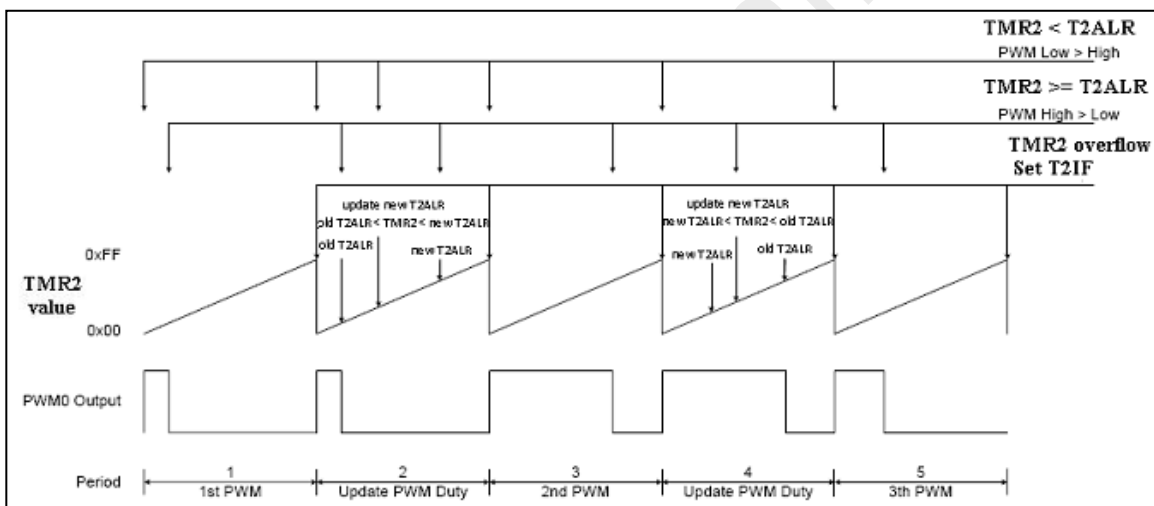 TMR2 < T2ALR
PWM Low > High
TMR2 >= T2ALR
PWM High > Low
TMR2 overflow
Set T2IF
update new T2ALR
old T2ALR < TMR2 < new T2ALR
old T2ALR
new T2ALR
update new T2ALR
new T2ALR < TMR2 < old T2ALR
new T2ALR
old T2ALR
0xFF
TMR2
value
0x00
PWM0 Output
Period
1
1st PWM
2
Update PWM Duty
3
2nd PWM
4
Update PWM Duty
5
3th PWM